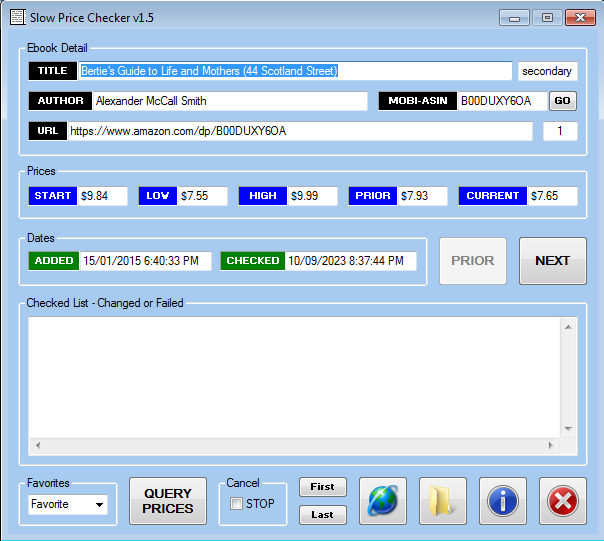 Slow Price Checker v1.5
Ebook Detail
TITLE Bertie's Guide to Life and Mothers (44 Scotland Street) secondary
AUTHOR Alexander McCall Smith MOBI-ASIN B00DUXY6OA GO
URL https://www.amazon.com/dp/B00DUXY6OA 1
Prices
START $9.84 LOW $7.55 HIGH $9.99 PRIOR $7.93 CURRENT $7.65
Dates
ADDED 15/01/2015 6:40:33 PM CHECKED 10/09/2023 8:37:44 PM PRIOR NEXT
Checked List - Changed or Failed
Favorites
Favorite
QUERY
PRICES
Cancel
STOP
First
Last